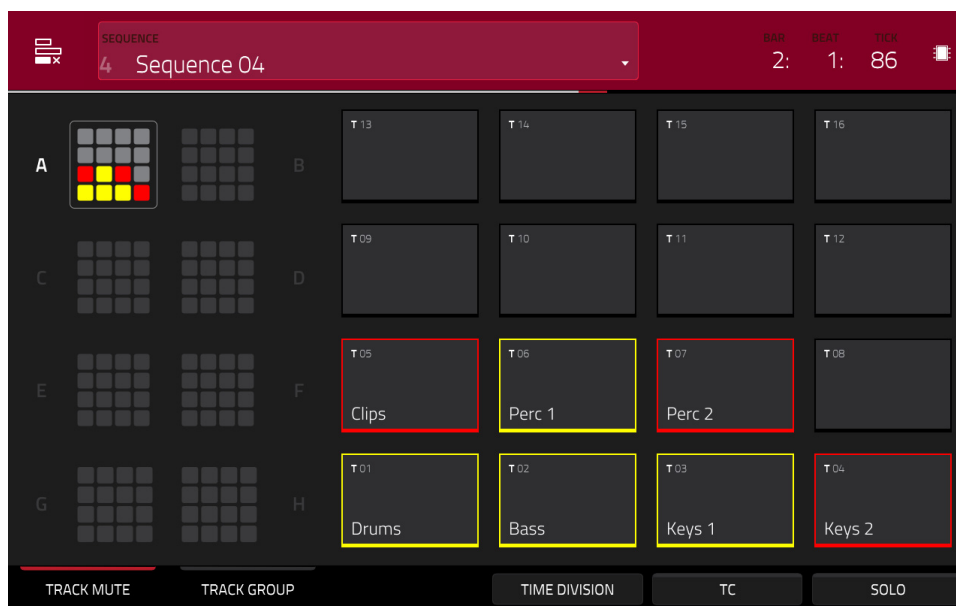 SEQUENCE
4 Sequence 04
BAR BEAT TICK
2: 1: 86
T 13 T 14 T 15 T 16
A B
T 09 T 10 T 11 T 12
C D
T 05 T 06 T 07 T 08
E F
Clips Perc 1 Perc 2
T 01 T 02 T 03 T 04
G H
Drums Bass Keys 1 Keys 2
TRACK MUTE TRACK GROUP TIME DIVISION TC SOLO